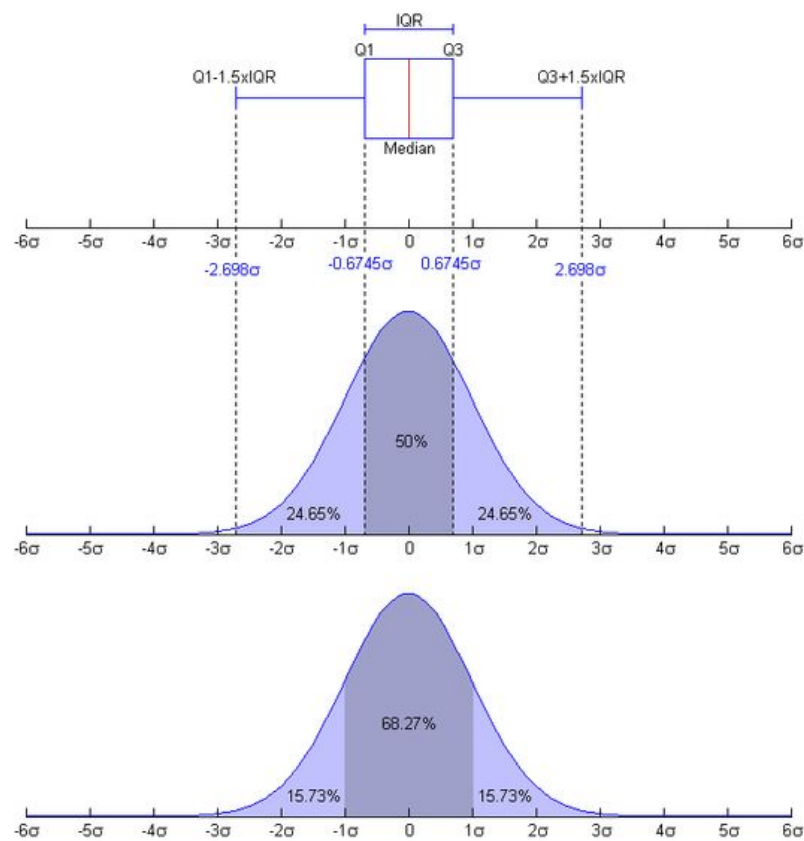 IQR
Q1 Q3
Q1-1.5xIQR Q3+1.5xIQR
Median
-6σ -5σ -4σ -3σ -2σ -1σ 0 1σ 2σ 3σ 4σ 5σ 6σ
-2.698σ -0.6745σ 0.6745σ 2.698σ
50%
24.65% 24.65%
-6σ -5σ -4σ -3σ -2σ -1σ 0 1σ 2σ 3σ 4σ 5σ 6σ
68.27%
15.73% 15.73%
-6σ -5σ -4σ -3σ -2σ -1σ 0 1σ 2σ 3σ 4σ 5σ 6σ